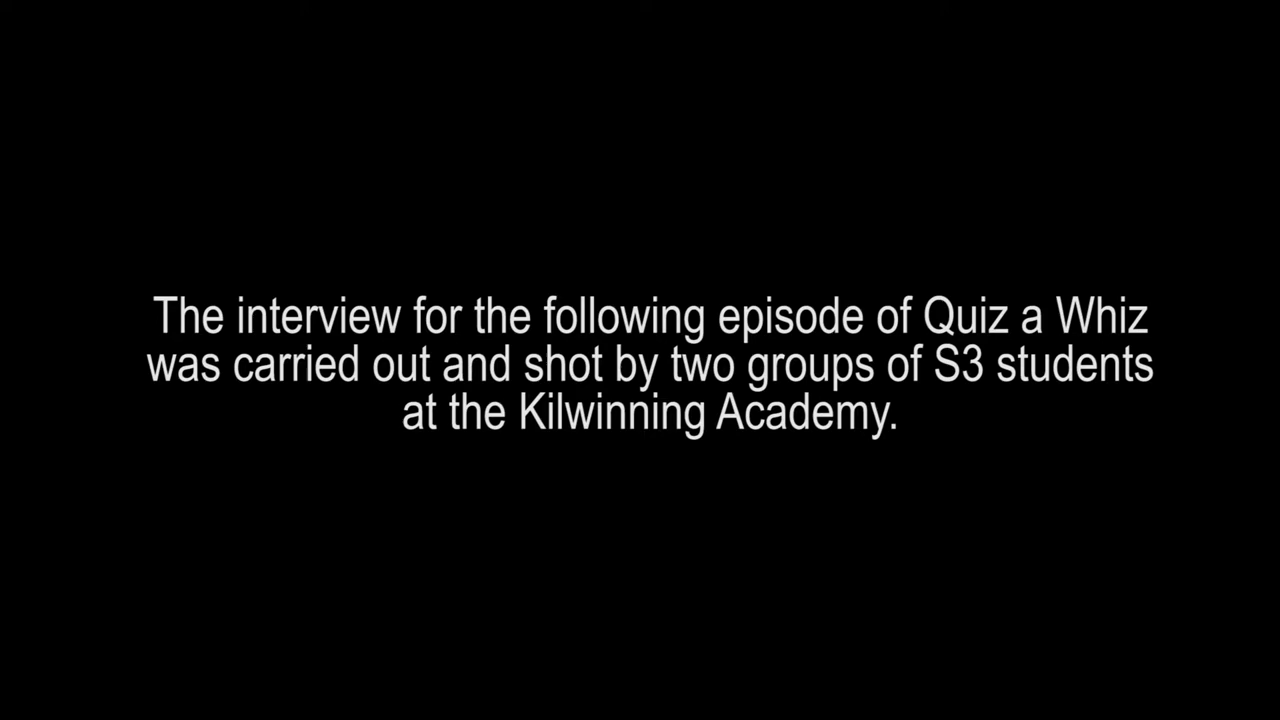 The interview for the following episode of Quiz a Whiz
was carried out and shot by two groups of S3 students
at the Kilwinning Academy.